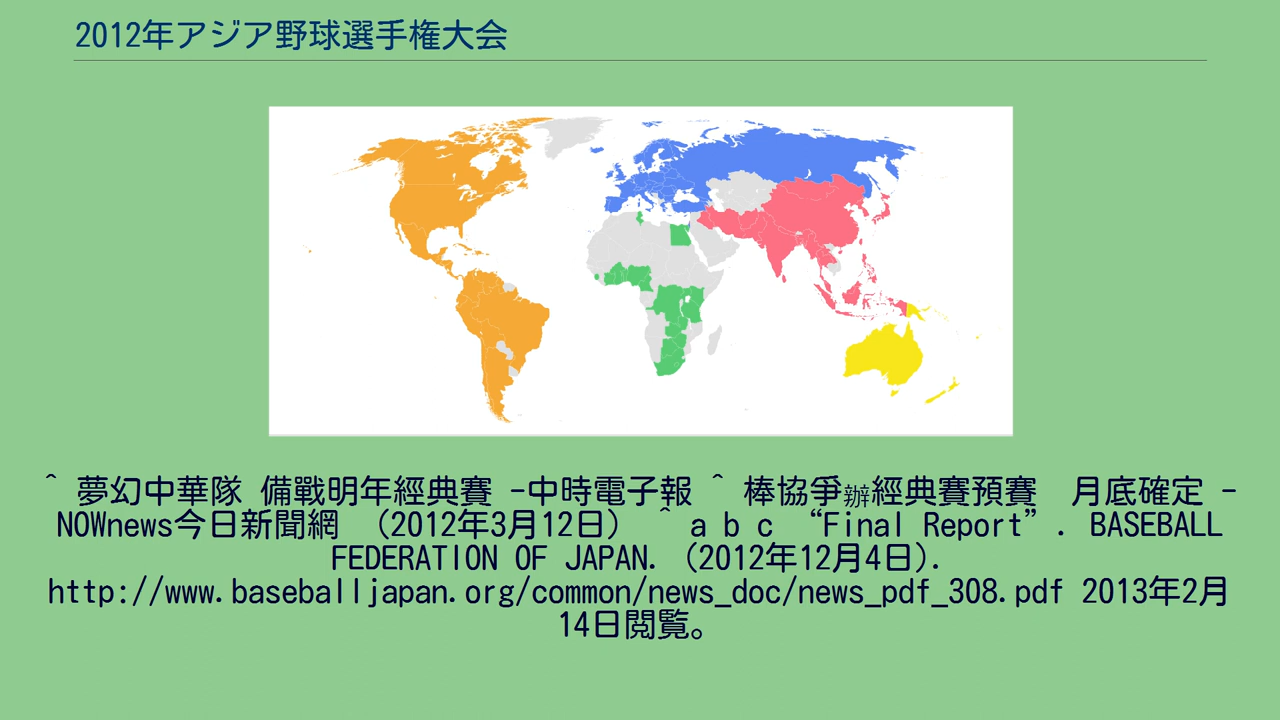 2012年アジア野球選手権大会
^ 夢幻中華隊 備戰明年經典賽 -中時電子報 ^ 棒協爭辦經典賽預賽　月底確定 -
NOWnews今日新聞網 （2012年3月12日） ^ a b c “Final Report”. BASEBALL
FEDERATION OF JAPAN. (2012年12月4日).
http://www.baseballjapan.org/common/news_doc/news_pdf_308.pdf 2013年2月
14日閲覧。